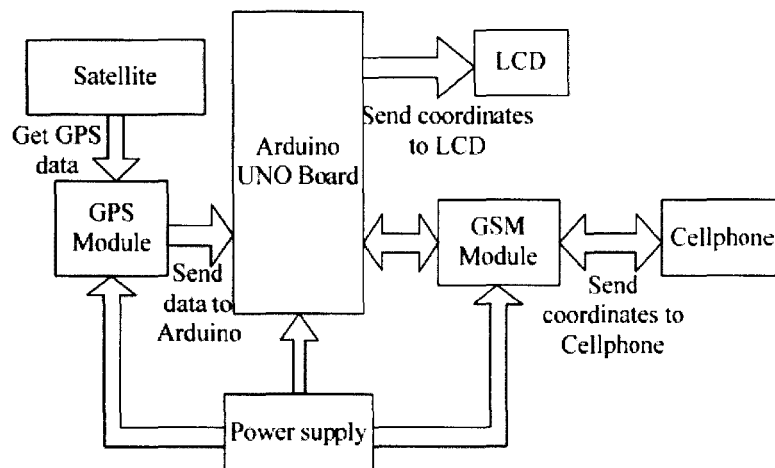 Satellite
Get GPS
data
GPS
Module
Send
data to
Arduino
Arduino
UNO Board
LCD
Send coordinates
to LCD
GSM
Module
Cellphone
Send
coordinates to
Cellphone
Power supply